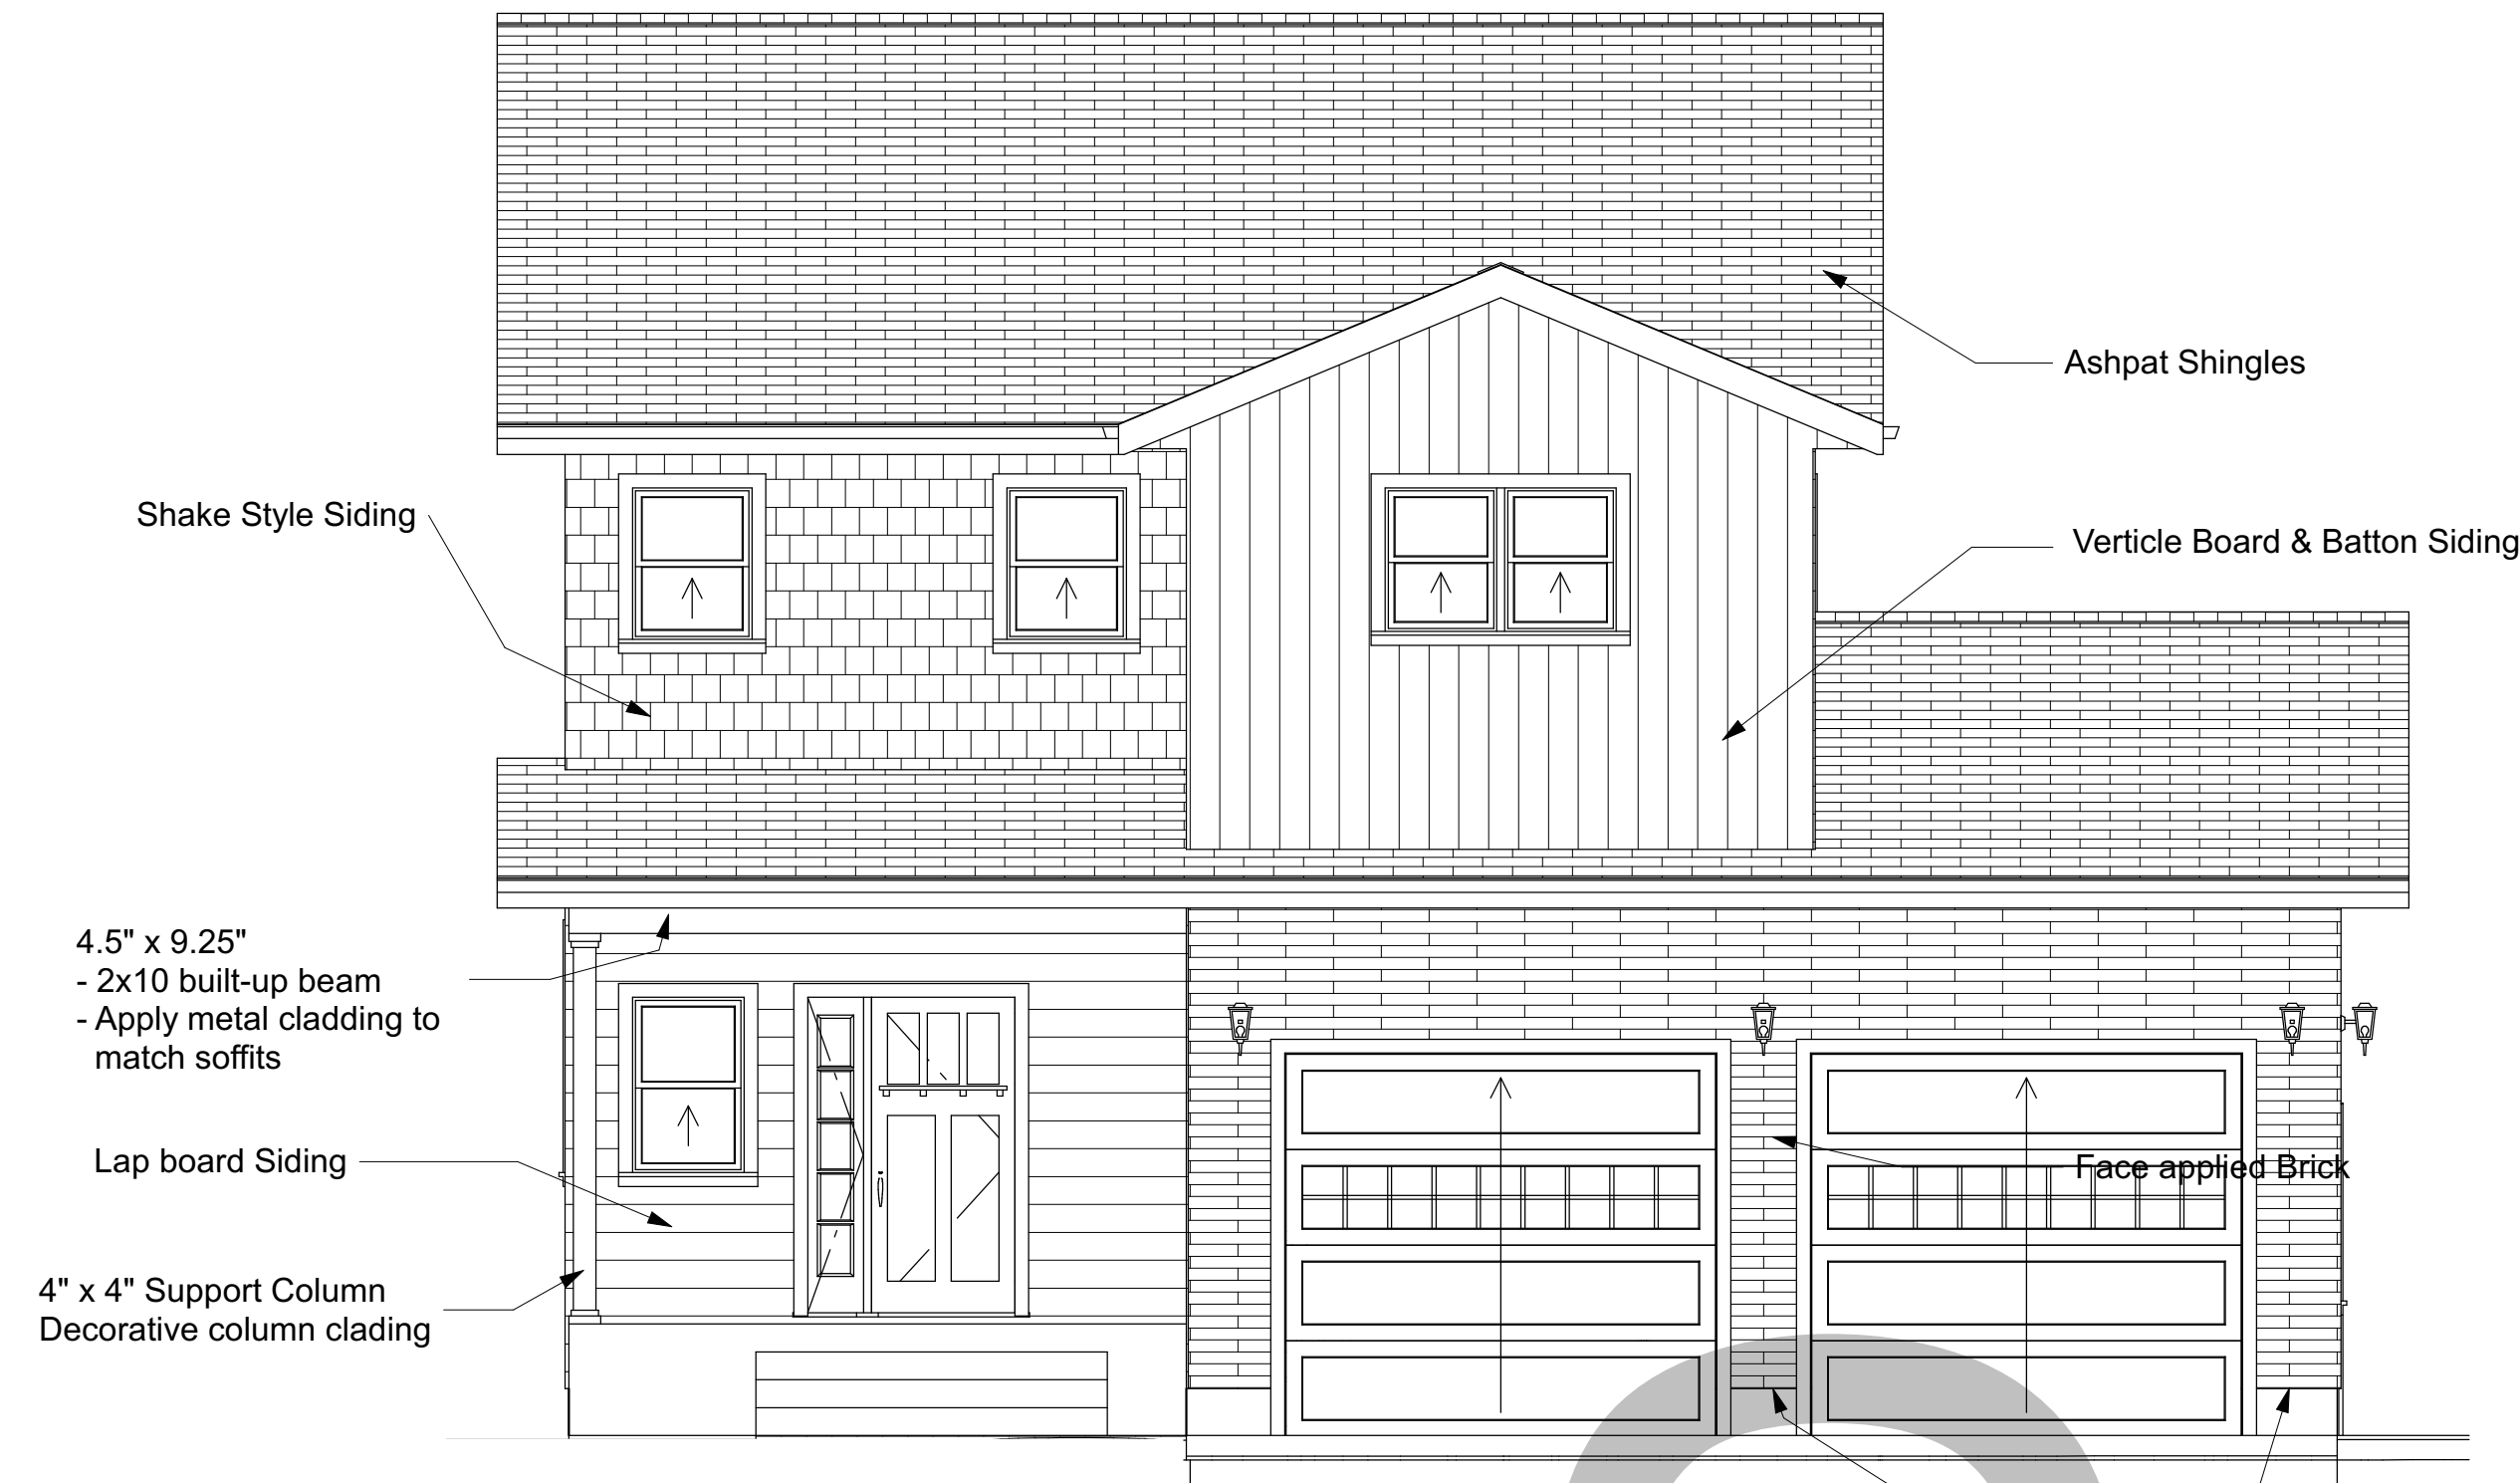 Ashpat Shingles
Shake Style Siding
Verticle Board & Batton Siding
4.5" x 9.25"
- 2x10 built-up beam
- Apply metal cladding to
match soffits
Lap board Siding
Face applied Brick
4" x 4" Support Column
Decorative column clading